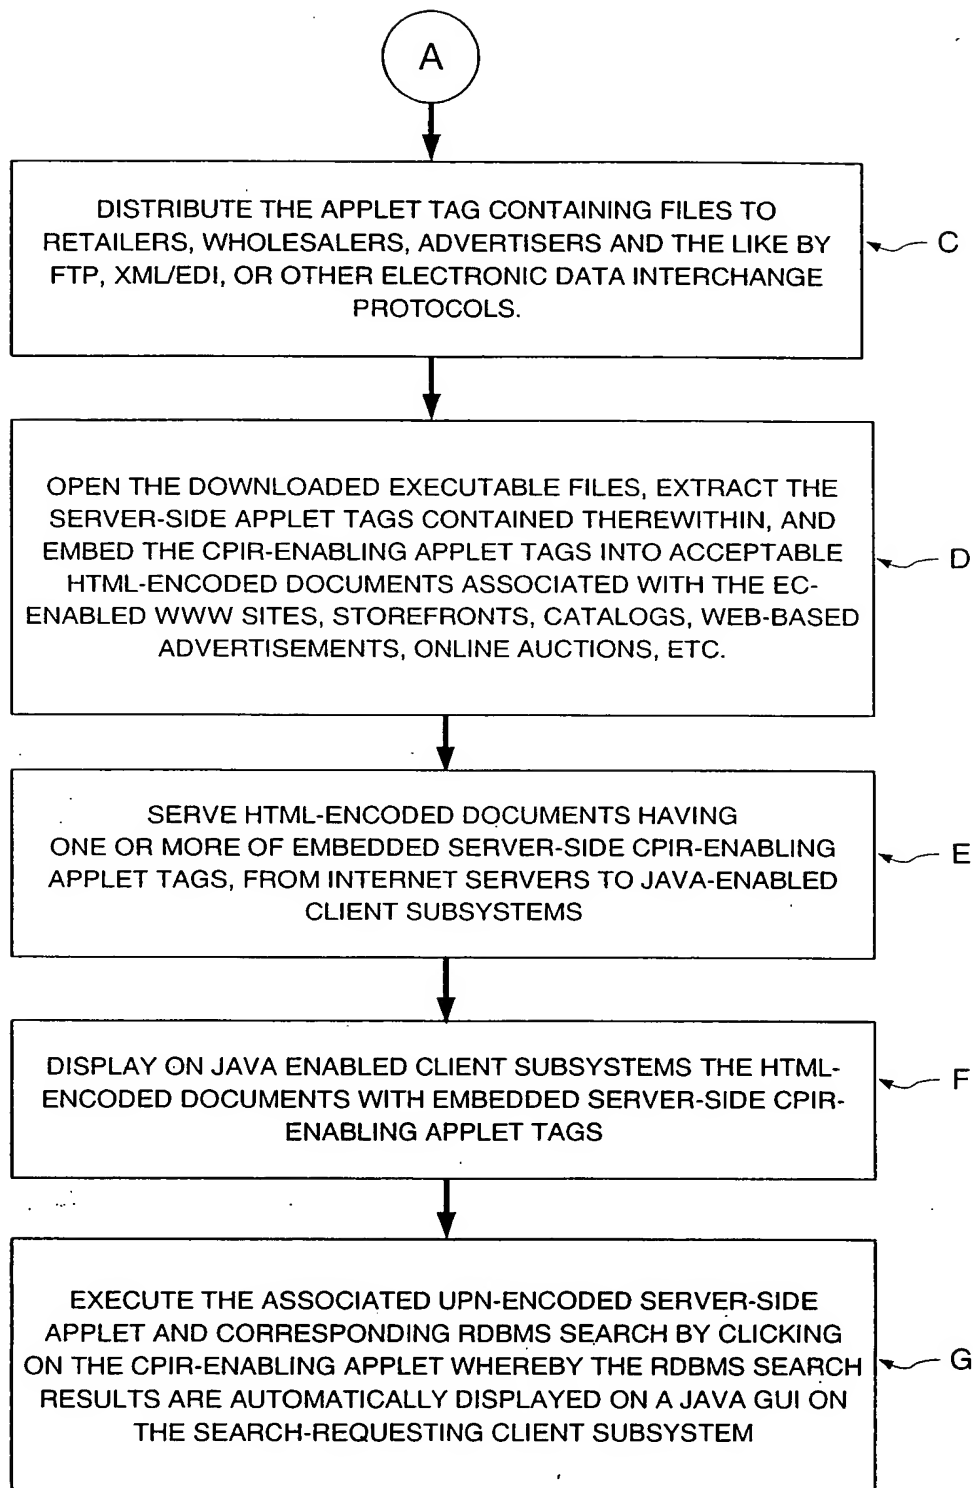 A
DISTRIBUTE THE APPLET TAG CONTAINING FILES TO
RETAILERS, WHOLESALERS, ADVERTISERS AND THE LIKE BY
FTP, XML/EDI, OR OTHER ELECTRONIC DATA INTERCHANGE
PROTOCOLS.
C
OPEN THE DOWNLOADED EXECUTABLE FILES, EXTRACT THE
SERVER-SIDE APPLET TAGS CONTAINED THEREWITHIN, AND
EMBED THE CPIR-ENABLING APPLET TAGS INTO ACCEPTABLE
HTML-ENCODED DOCUMENTS ASSOCIATED WITH THE EC-
ENABLED WWW SITES, STOREFRONTS, CATALOGS, WEB-BASED
ADVERTISEMENTS, ONLINE AUCTIONS, ETC.
D
SERVE HTML-ENCODED DOCUMENTS HAVING
ONE OR MORE OF EMBEDDED SERVER-SIDE CPIR-ENABLING
APPLET TAGS, FROM INTERNET SERVERS TO JAVA-ENABLED
CLIENT SUBSYSTEMS
E
DISPLAY ON JAVA ENABLED CLIENT SUBSYSTEMS THE HTML-
ENCODED DOCUMENTS WITH EMBEDDED SERVER-SIDE CPIR-
ENABLING APPLET TAGS
F
EXECUTE THE ASSOCIATED UPN-ENCODED SERVER-SIDE
APPLET AND CORRESPONDING RDBMS SEARCH BY CLICKING
ON THE CPIR-ENABLING APPLET WHEREBY THE RDBMS SEARCH
RESULTS ARE AUTOMATICALLY DISPLAYED ON A JAVA GUI ON
THE SEARCH-REQUESTING CLIENT SUBSYSTEM
G